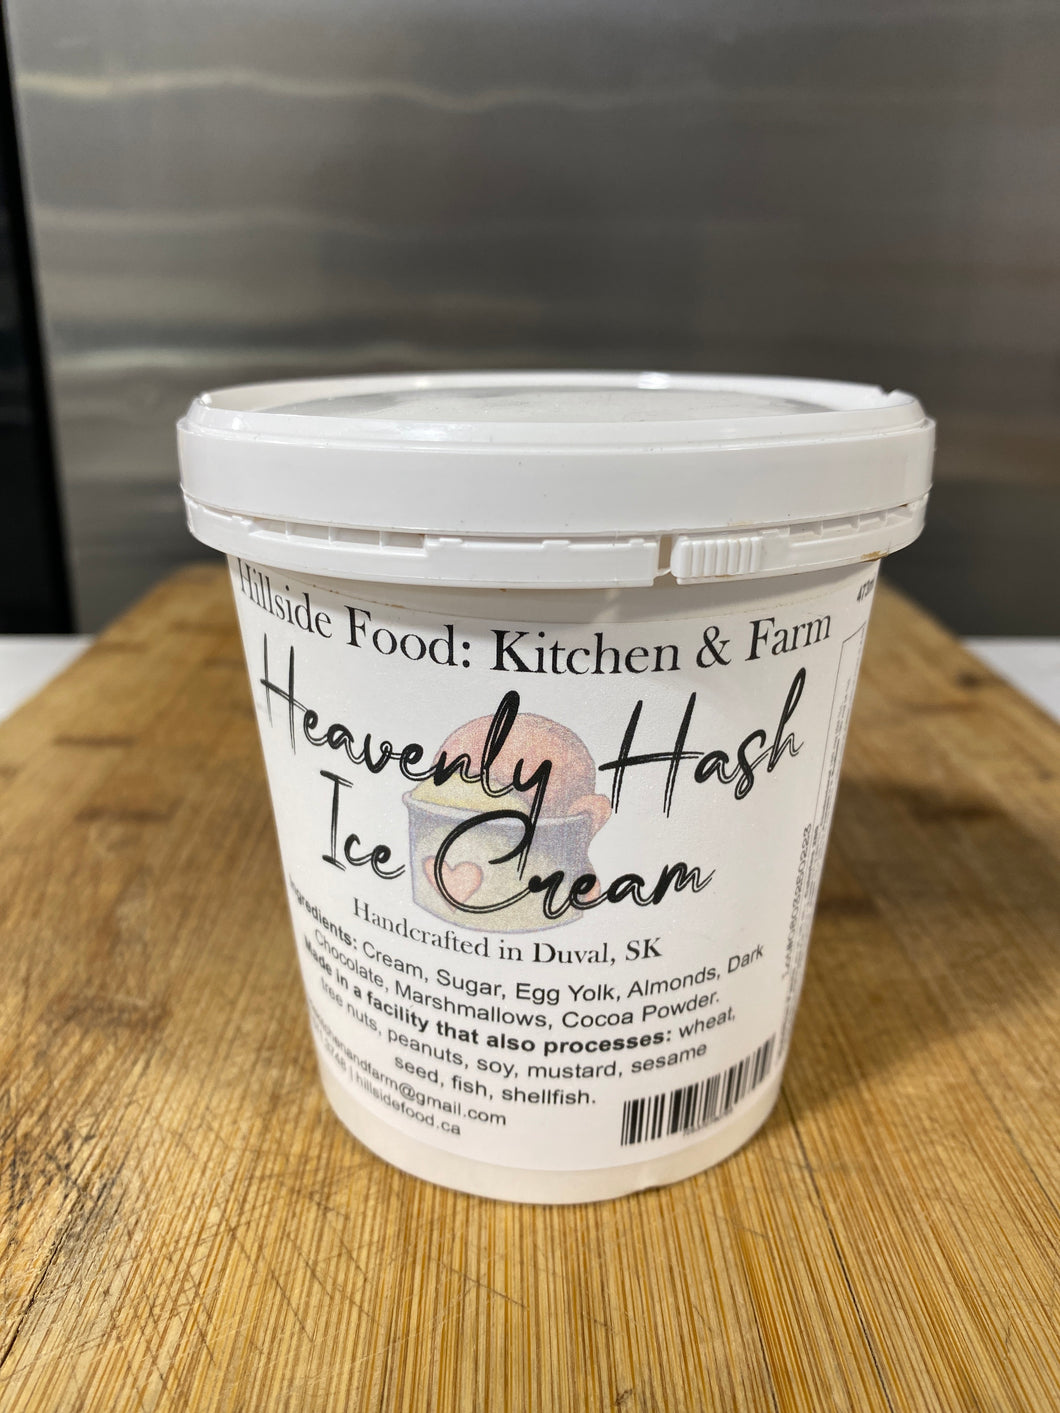 Hillside Food: Kitchen & Farm
Heavenly Hash
Ice Cream
Handcrafted in Duval, SK
Ingredients: Cream, Sugar, Egg Yolk, Almonds, Dark
Chocolate, Marshmallows, Cocoa Powder.
Made in a facility that also processes: wheat,
tree nuts, peanuts, soy, mustard, sesame
seed, fish, shellfish.
hillsidefood.ca